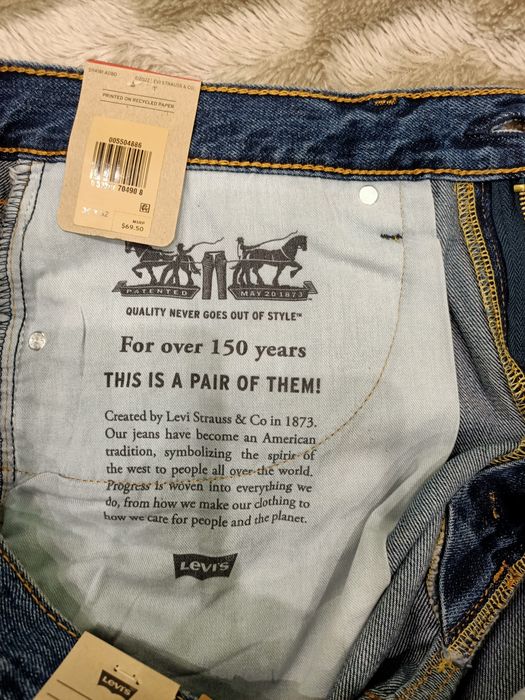 PRINTED ON RECYCLED PAPER
005504886
70490 8
MSRP
$69.50
PATENTED
MAY 20 1873
QUALITY NEVER GOES OUT OF STYLE™
For over 150 years
THIS IS A PAIR OF THEM!
Created by Levi Strauss & Co in 1873.
Our jeans have become an American
tradition, symbolizing the spirit of
the west to people all over the world.
Progress is woven into everything we
do, from how we make our clothing to
how we care for people and the planet.
LEVI'S
LEVI'S